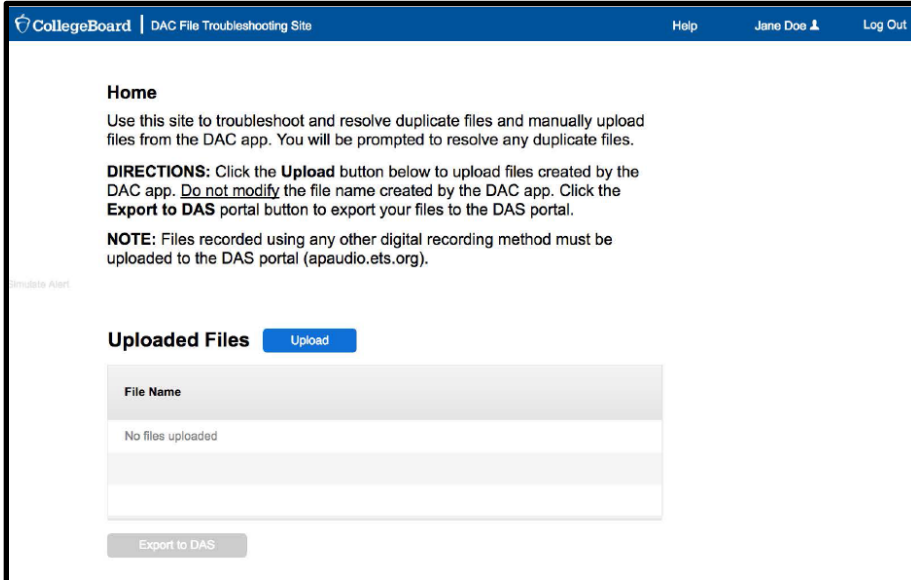 CollegeBoard | DAC File Troubleshooting Site Help Jane Doe Log Out
Home
Use this site to troubleshoot and resolve duplicate files and manually upload
files from the DAC app. You will be prompted to resolve any duplicate files.
DIRECTIONS: Click the Upload button below to upload files created by the
DAC app. Do not modify the file name created by the DAC app. Click the
Export to DAS portal button to export your files to the DAS portal.
NOTE: Files recorded using any other digital recording method must be
uploaded to the DAS portal (apaudio.ets.org).
Simulate Alert
Uploaded Files Upload
File Name
No files uploaded
Export to DAS